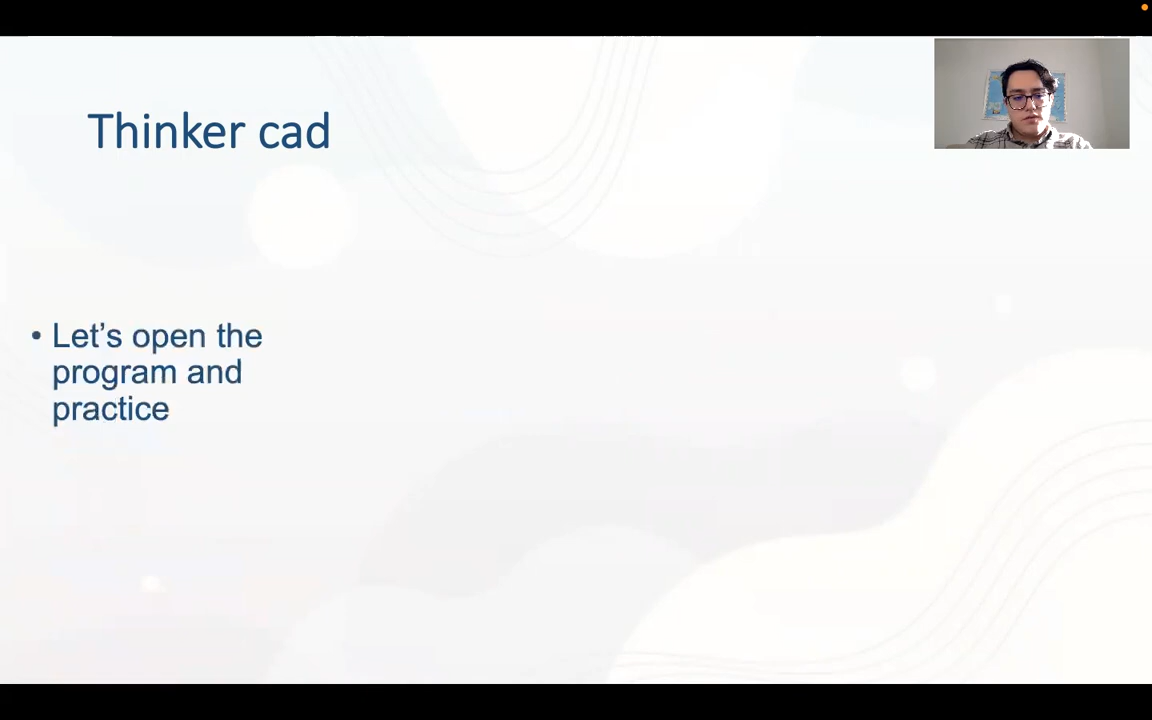 Thinker cad
• Let’s open the
program and
practice